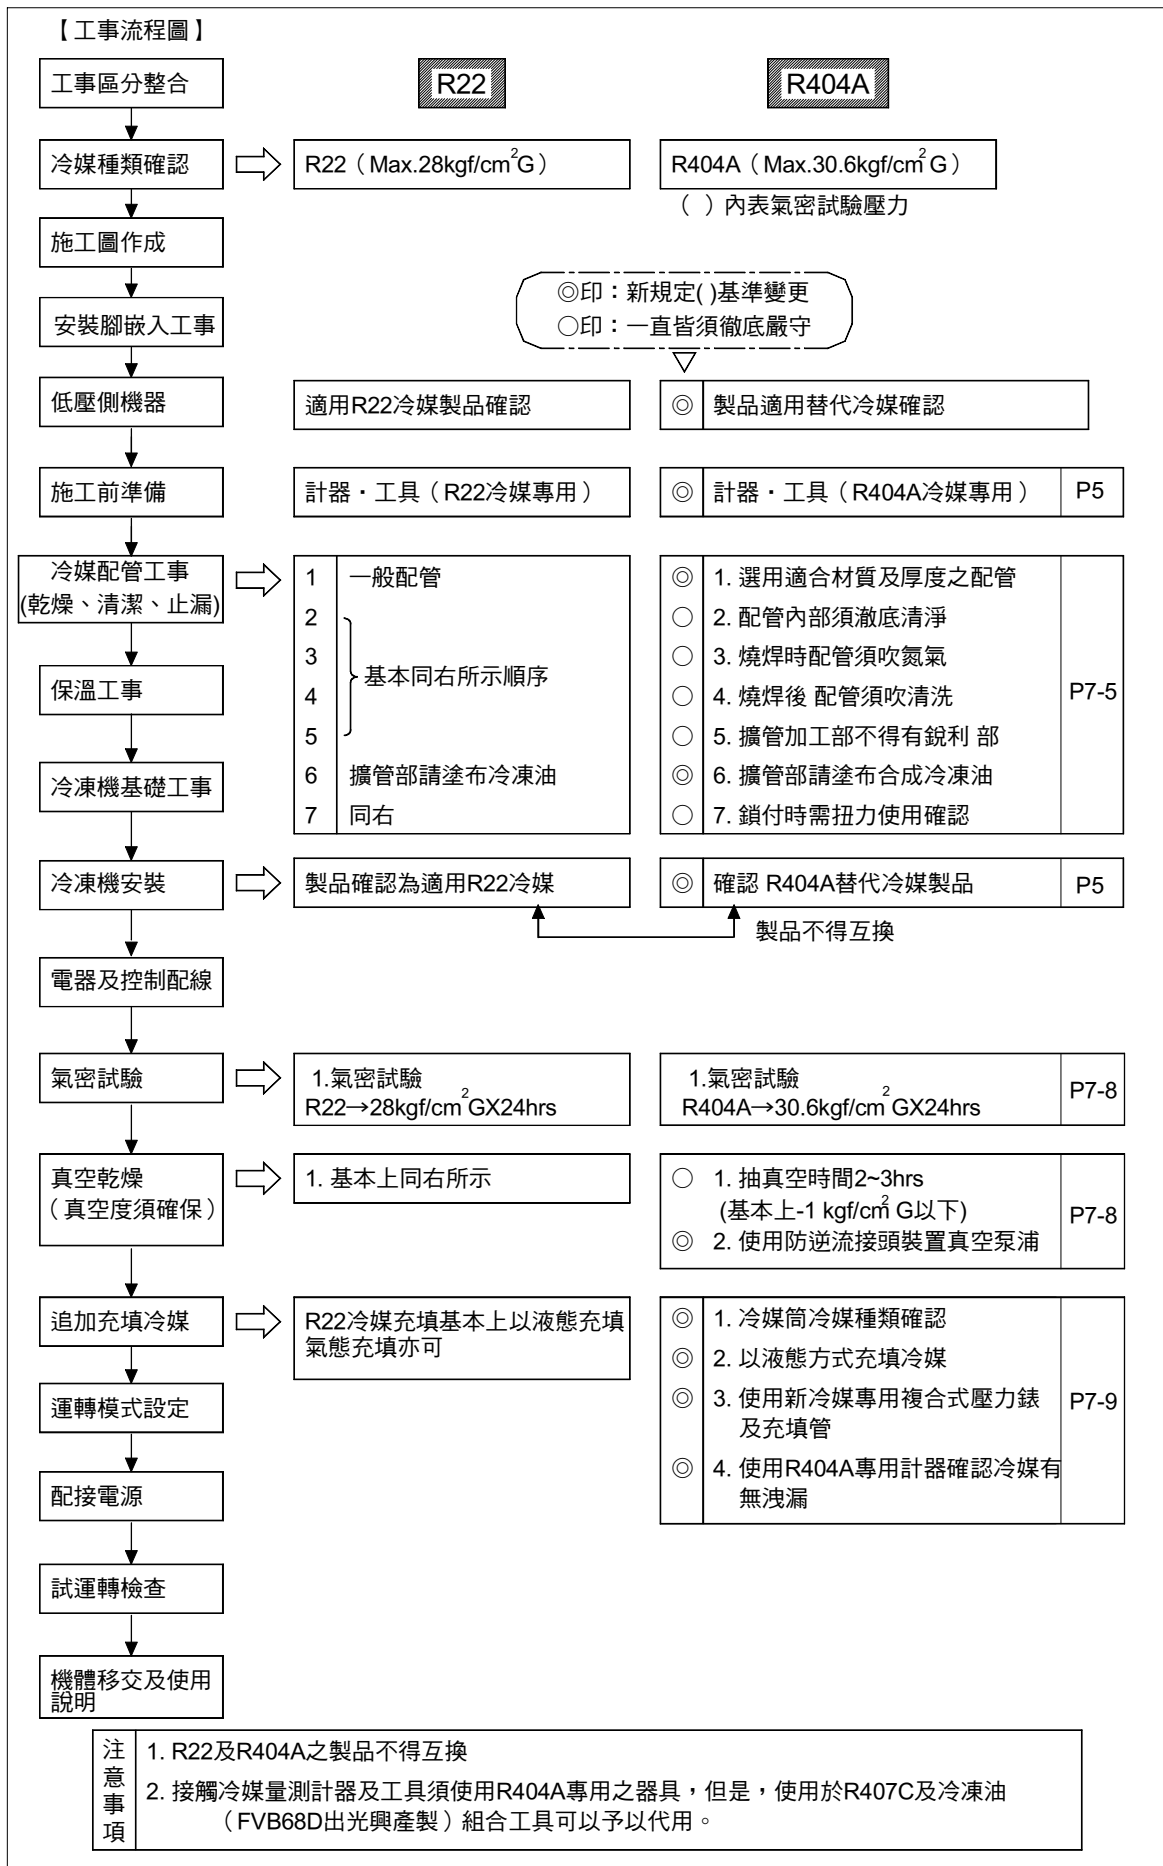 【工事流程圖】
工事區分整合
R22
R404A
冷媒種類確認
R22（Max.28kgf/cm²G）
R404A（Max.30.6kgf/cm²G）
（ ）內表氣密試驗壓力
施工圖作成
◎印：新規定( )基準變更
○印：一直皆須徹底嚴守
安裝腳嵌入工事
低壓側機器
適用R22冷媒製品確認
◎ 製品適用替代冷媒確認
施工前準備
計器・工具（R22冷媒專用）
◎ 計器・工具（R404A冷媒專用） P5
冷媒配管工事
(乾燥、清潔、止漏)
1 一般配管
2
3
4
5
基本同右所示順序
6 擴管部請塗布冷凍油
7 同右
◎ 1. 選用適合材質及厚度之配管
○ 2. 配管內部須澈底清淨
○ 3. 燒焊時配管須吹氮氣
○ 4. 燒焊後 配管須吹清洗
○ 5. 擴管加工部不得有銳利 部
◎ 6. 擴管部請塗布合成冷凍油
○ 7. 鎖付時需扭力使用確認
P7-5
保溫工事
冷凍機基礎工事
冷凍機安裝
製品確認為適用R22冷媒
◎ 確認 R404A替代冷媒製品 P5
製品不得互換
電器及控制配線
氣密試驗
1.氣密試驗
R22→28kgf/cm²GX24hrs
1.氣密試驗
R404A→30.6kgf/cm²GX24hrs
P7-8
真空乾燥
（真空度須確保）
1. 基本上同右所示
○ 1. 抽真空時間2~3hrs
(基本上-1 kgf/cm² G以下)
◎ 2. 使用防逆流接頭裝置真空泵浦
P7-8
追加充填冷媒
R22冷媒充填基本上以液態充填
氣態充填亦可
◎ 1. 冷媒筒冷媒種類確認
◎ 2. 以液態方式充填冷媒
◎ 3. 使用新冷媒專用複合式壓力錶
及充填管
◎ 4. 使用R404A專用計器確認冷媒有
無洩漏
P7-9
運轉模式設定
配接電源
試運轉檢查
機體移交及使用
說明
注意事項
1. R22及R404A之製品不得互換
2. 接觸冷媒量測計器及工具須使用R404A專用之器具，但是，使用於R407C及冷凍油
（FVB68D出光興產製）組合工具可以予以代用。